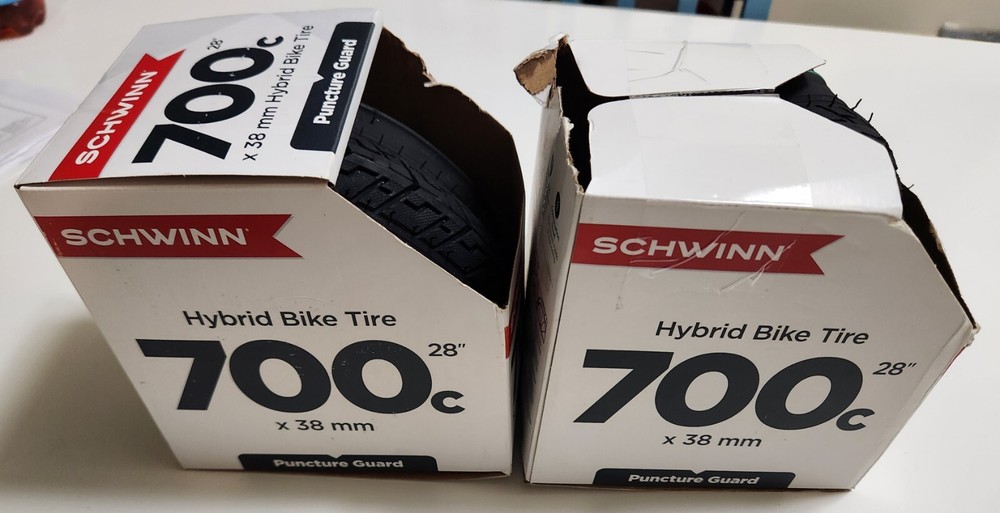 SCHWINN
28"
700c
x 38 mm Hybrid Bike Tire
Puncture Guard
SCHWINN
Hybrid Bike Tire
700c 28"
x 38 mm
Puncture Guard
SCHWINN
Hybrid Bike Tire
700c 28"
x 38 mm
Puncture Guard